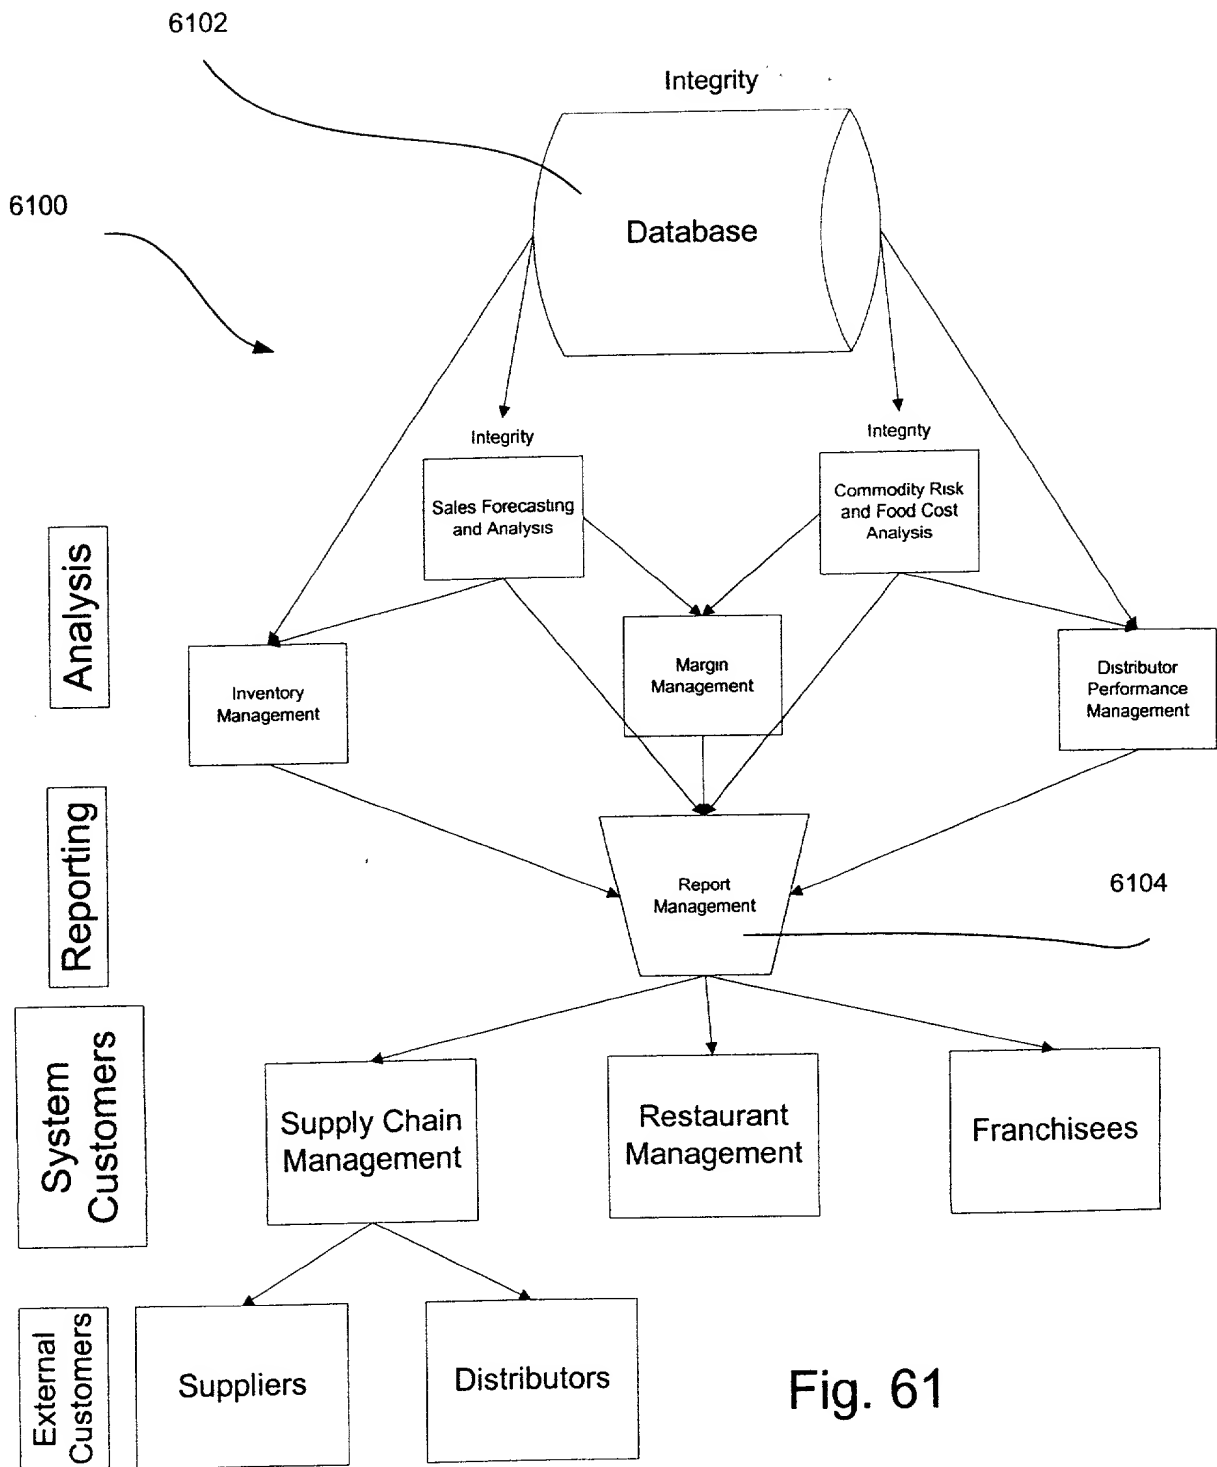 6102
Integrity
6100
Database
Integrity
Integrity
Sales Forecasting
and Analysis
Commodity Risk
and Food Cost
Analysis
Analysis
Inventory
Management
Margin
Management
Distributor
Performance
Management
Reporting
Report
Management
6104
System
Customers
Supply Chain
Management
Restaurant
Management
Franchisees
External
Customers
Suppliers
Distributors
Fig. 61